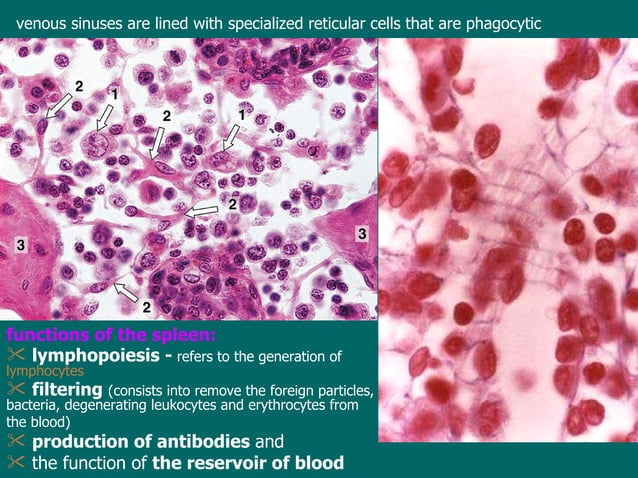 venous sinuses are lined with specialized reticular cells that are phagocytic
2
1
2
1
2
3
3
2
functions of the spleen:
lymphopoiesis - refers to the generation of
lymphocytes
filtering (consists into remove the foreign particles,
bacteria, degenerating leukocytes and erythrocytes from
the blood)
production of antibodies and
the function of the reservoir of blood